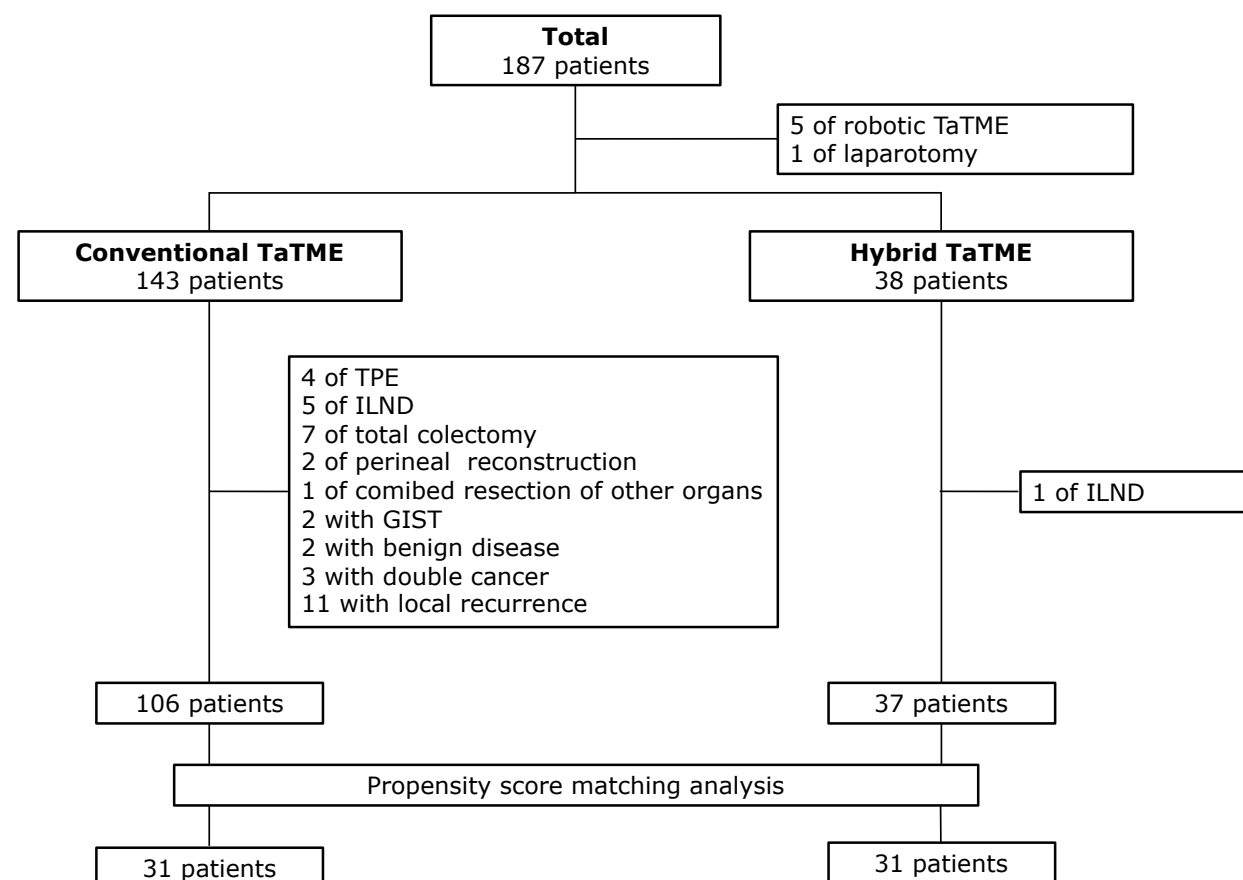 Total
187 patients
5 of robotic TaTME
1 of laparotomy
Conventional TaTME
143 patients
Hybrid TaTME
38 patients
4 of TPE
5 of ILND
7 of total colectomy
2 of perineal  reconstruction
1 of comibed resection of other organs
2 with GIST
2 with benign disease
3 with double cancer
11 with local recurrence
1 of ILND
106 patients
37 patients
Propensity score matching analysis
31 patients
31 patients